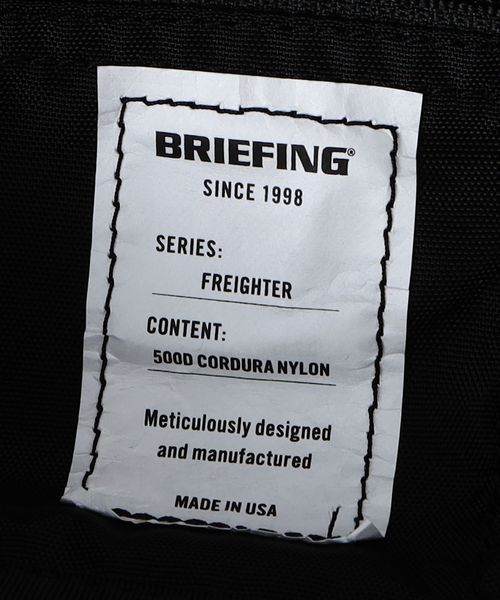 BRIEFING®
SINCE 1998
SERIES:
FREIGHTER
CONTENT:
500D CORDURA NYLON
Meticulously designed
and manufactured
MADE IN USA